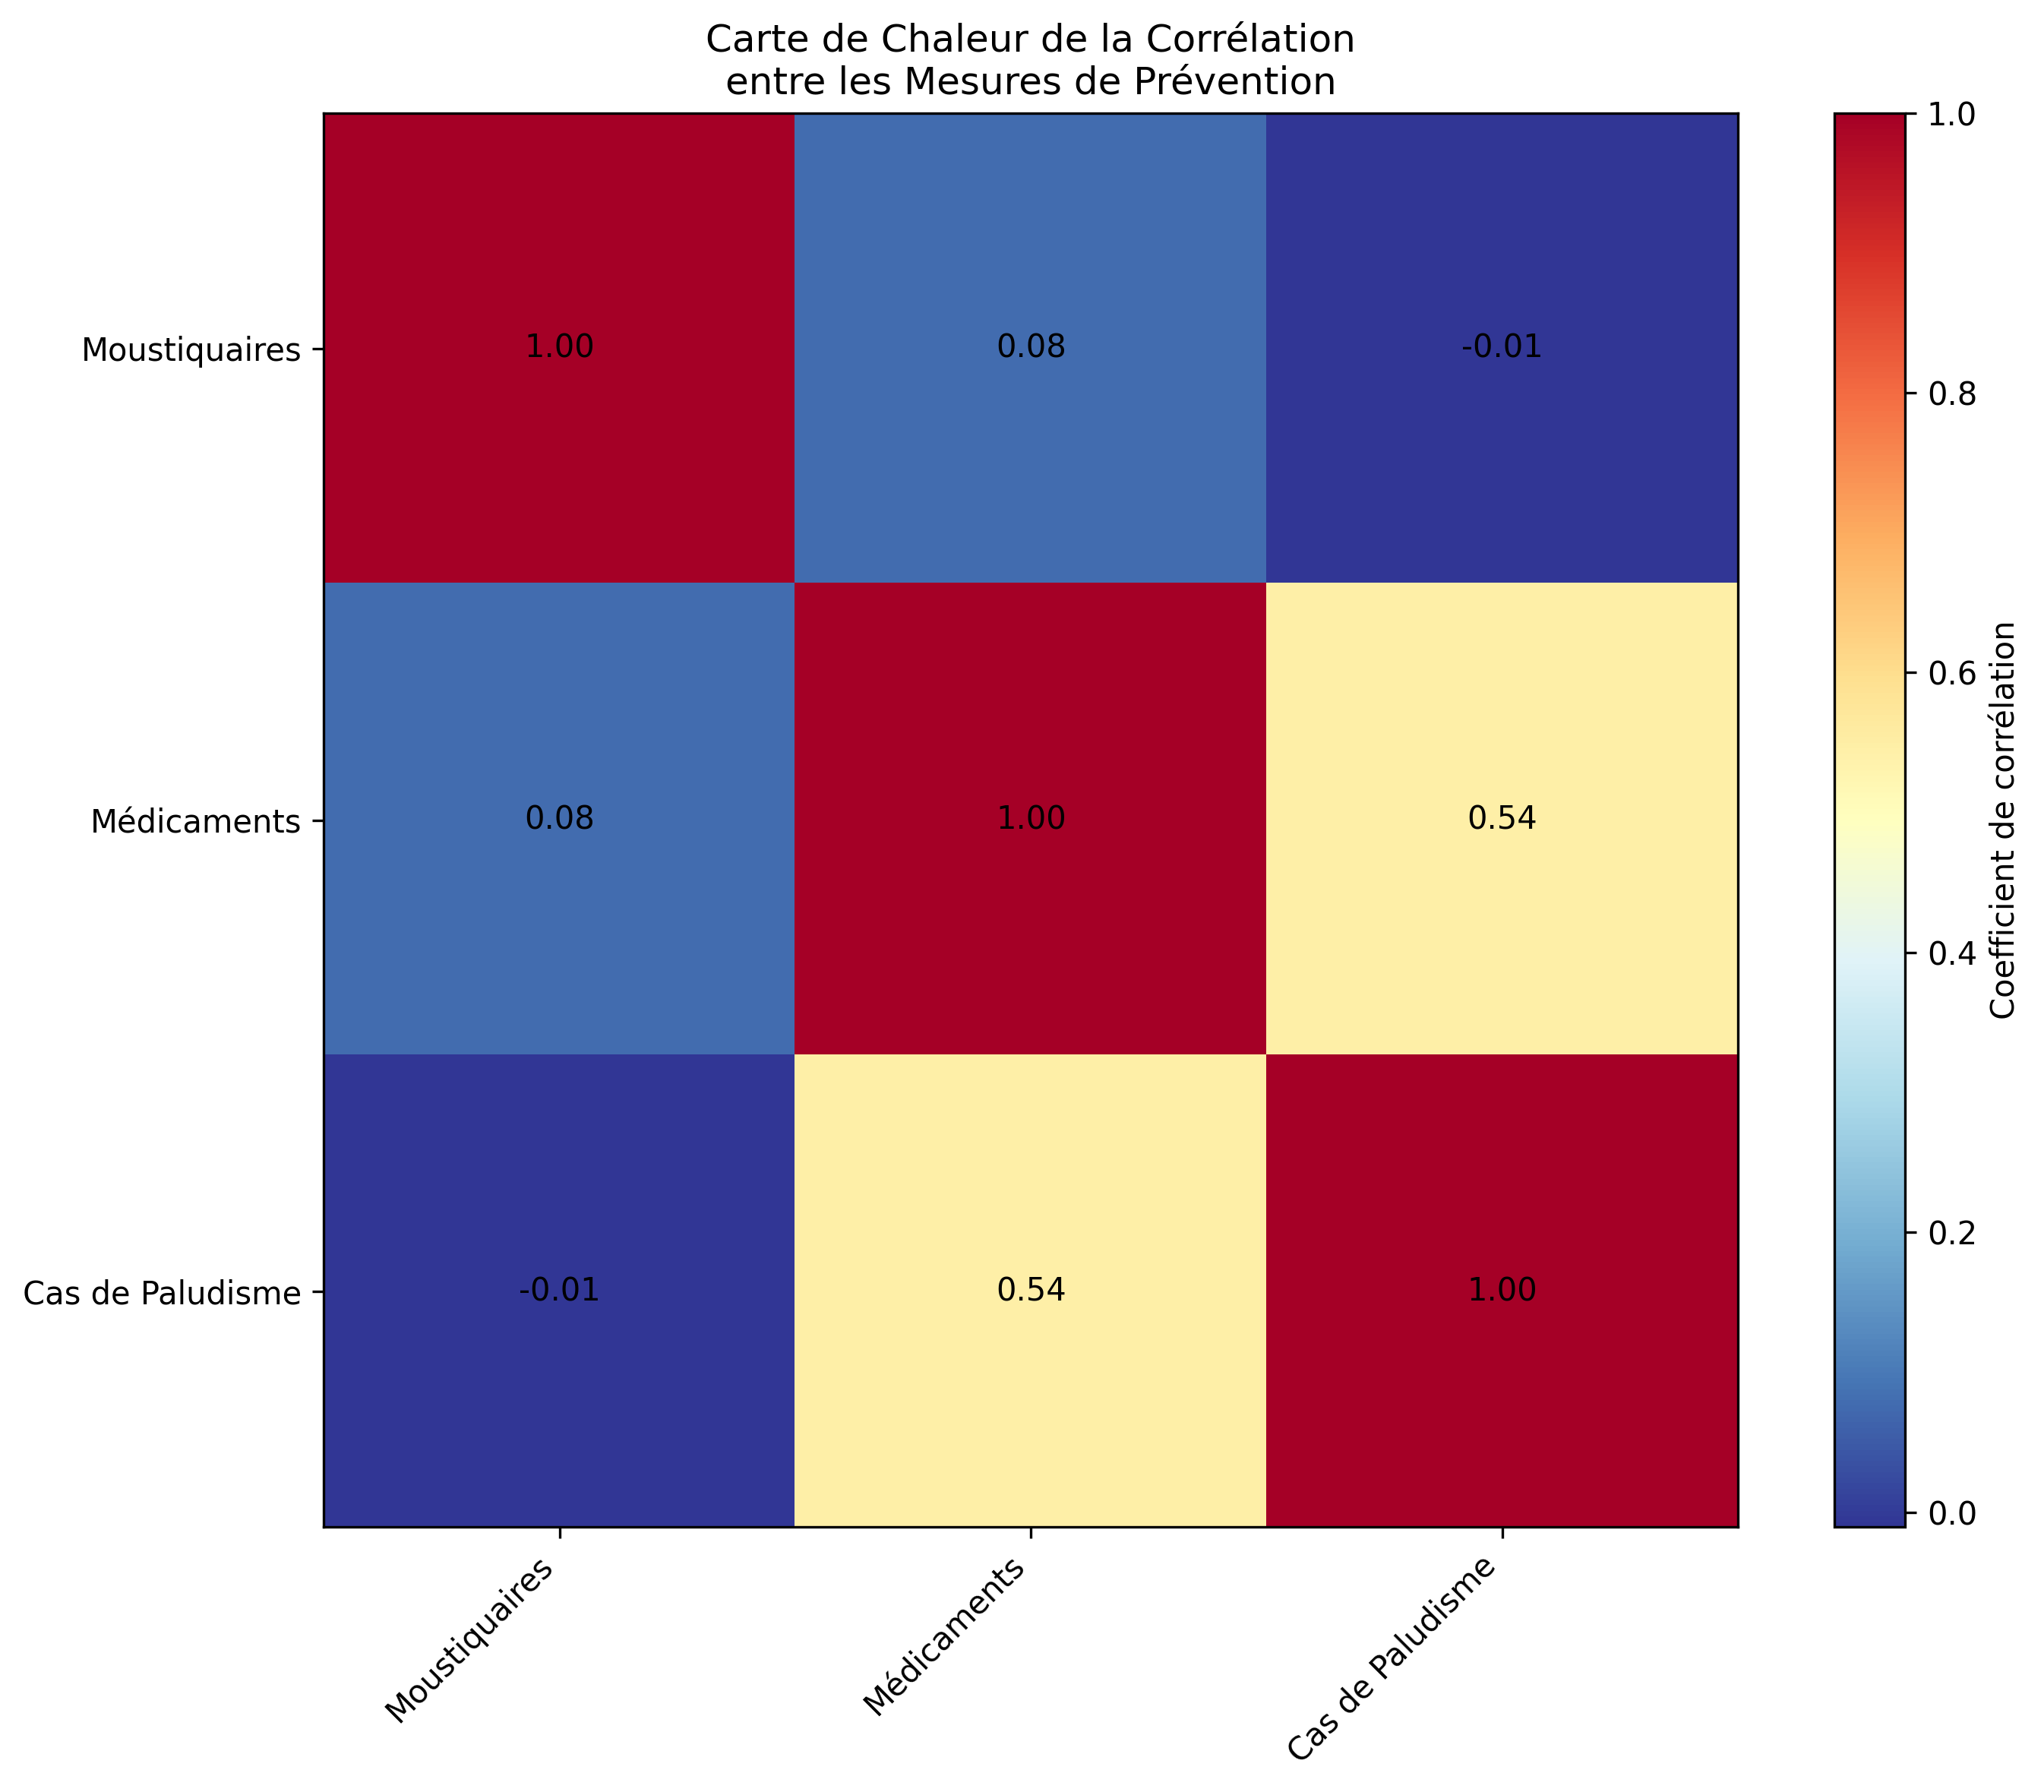 Carte de Chaleur de la Corrélation
entre les Mesures de Prévention
Moustiquaires
1.00
0.08
-0.01
Médicaments
0.08
1.00
0.54
Cas de Paludisme
-0.01
0.54
1.00
Moustiquaires
Médicaments
Cas de Paludisme
1.0
0.8
0.6
0.4
0.2
0.0
Coefficient de corrélation